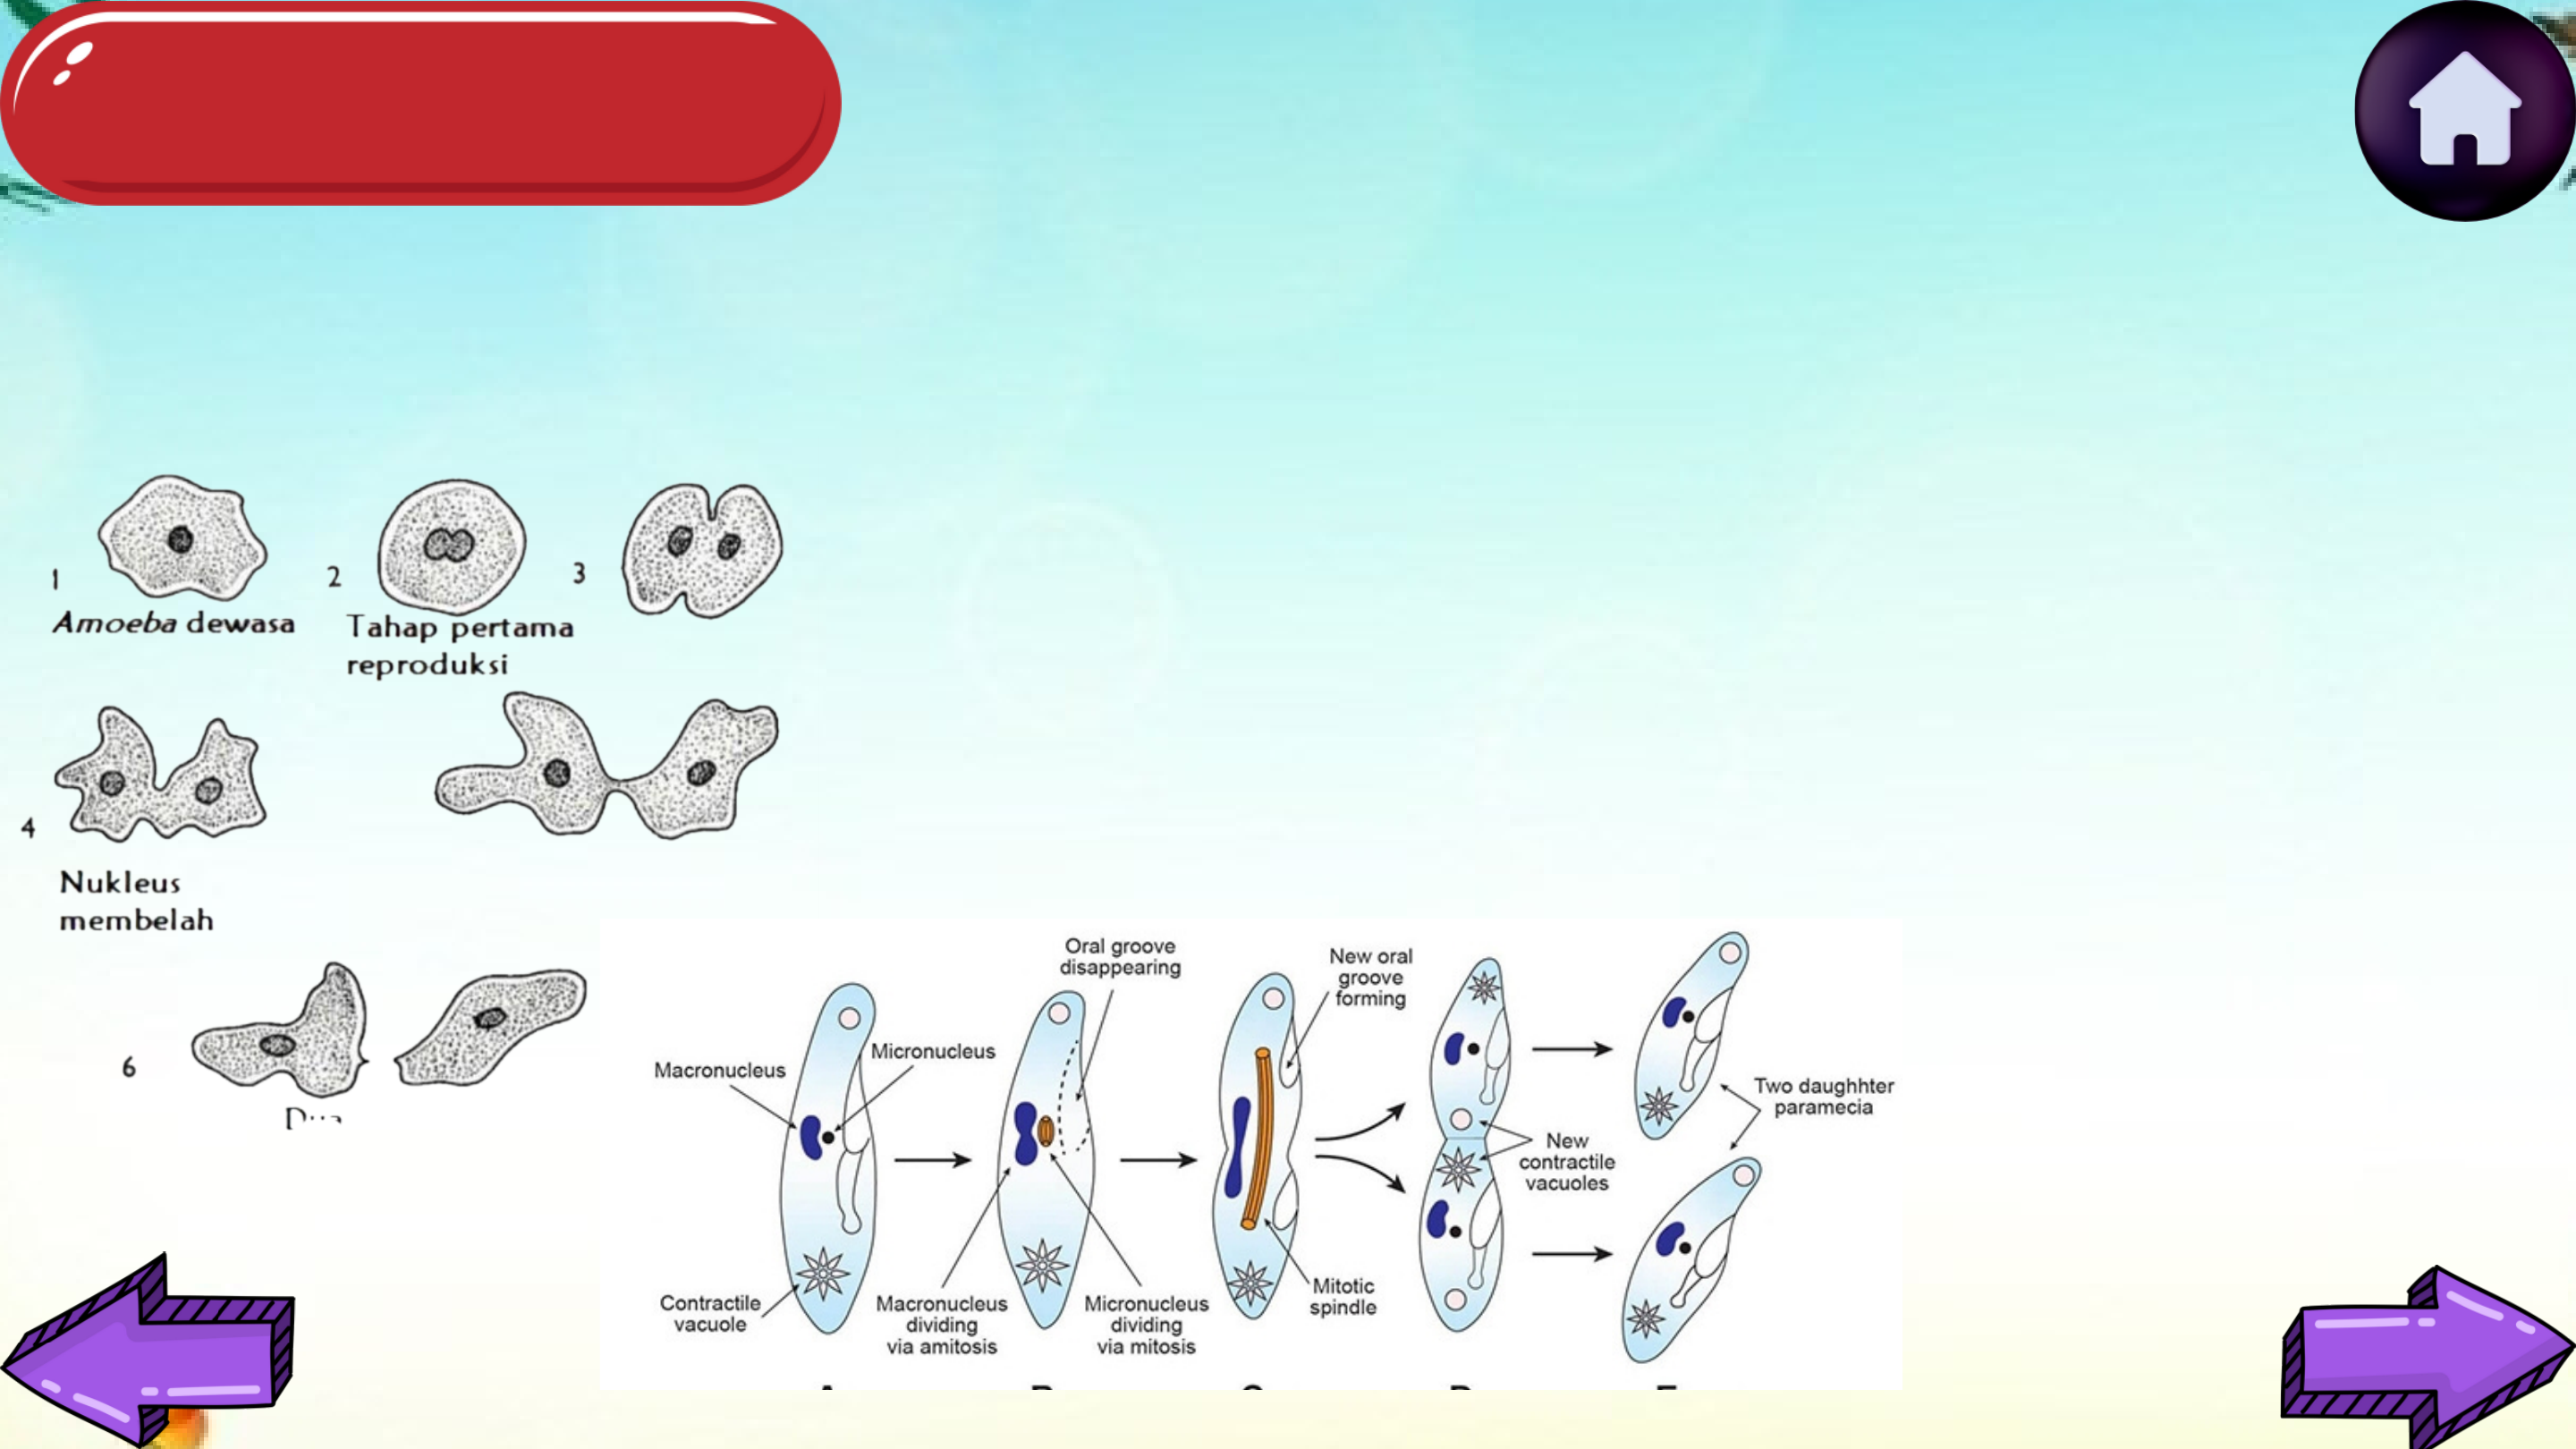 1
2
3
Amoeba dewasa
Tahap pertama
reproduksi
4
Nukleus
membelah
6
Oral groove
disappearing
New oral
groove
forming
Macronucleus
Micronucleus
Two daughhter
paramecia
New
contractile
vacuoles
Contractile
vacuole
Macronucleus
dividing
via amitosis
Micronucleus
dividing
via mitosis
Mitotic
spindle